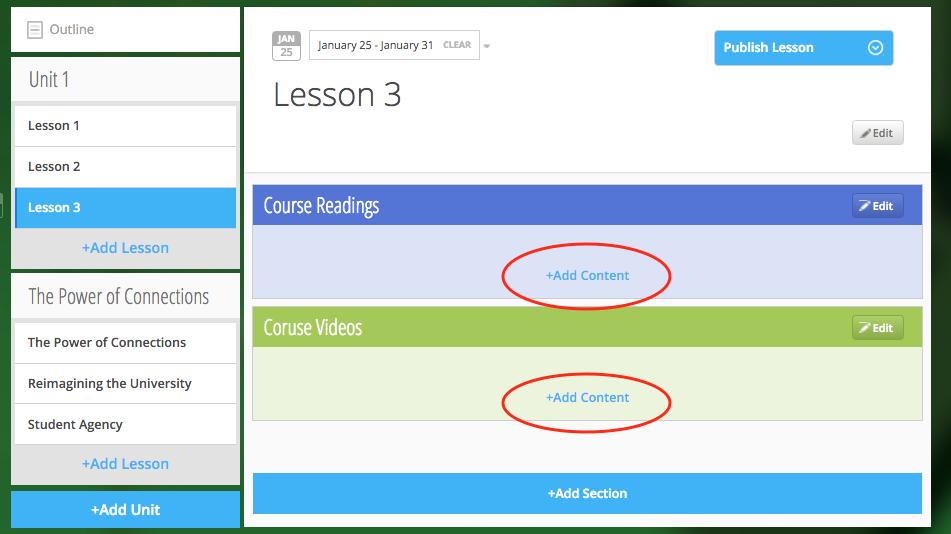 Outline
Unit 1
Lesson 1
Lesson 2
Lesson 3
+Add Lesson
The Power of Connections
The Power of Connections
Reimagining the University
Student Agency
+Add Lesson
+Add Unit
JAN
25
January 25 - January 31 CLEAR
Publish Lesson
Lesson 3
Edit
Course Readings
Edit
+Add Content
Coruse Videos
Edit
+Add Content
+Add Section